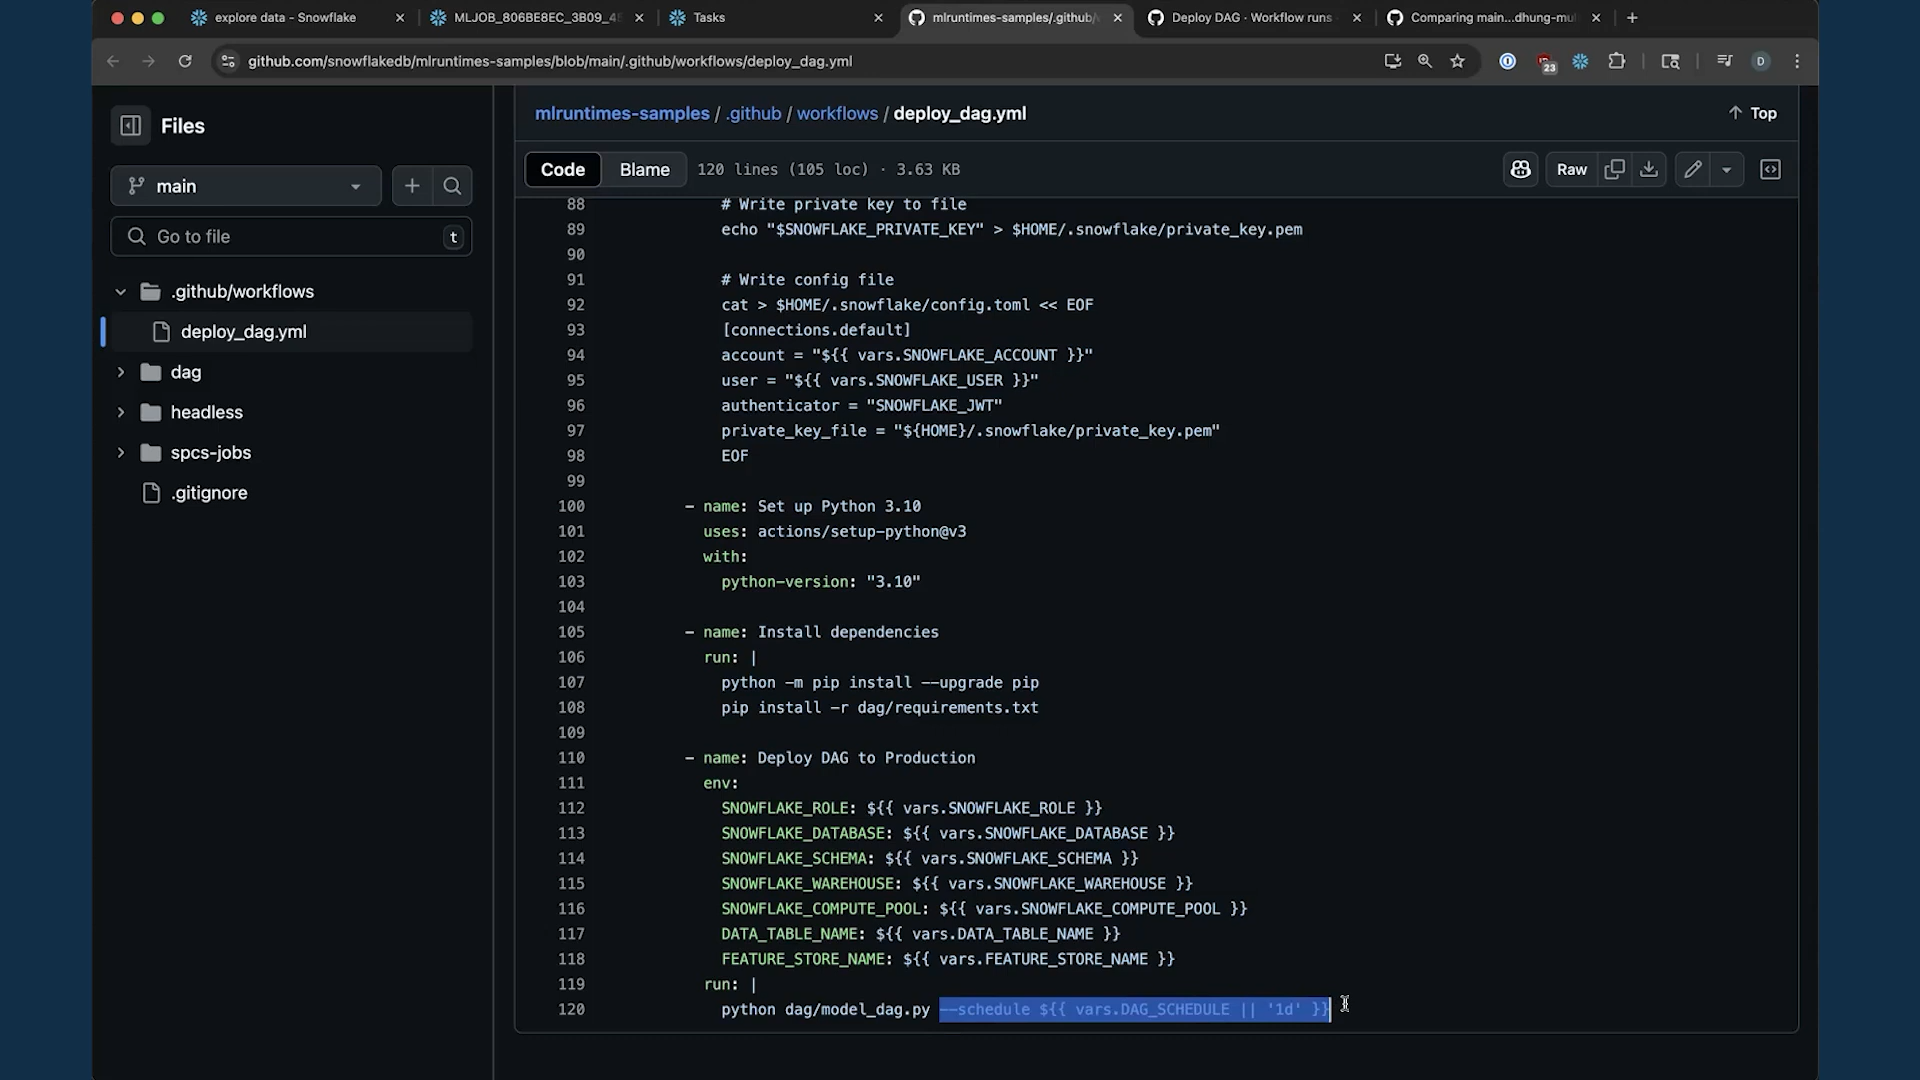 explore data - Snowflake
MLJOB_806BE8EC_3B09_4
Tasks
mlruntimes-samples/.github/
Deploy DAG · Workflow runs
Comparing main...dhung-mu
github.com/snowflakedb/mlruntimes-samples/blob/main/.github/workflows/deploy_dag.yml
23
D
Files
main
Go to file
t
.github/workflows
deploy_dag.yml
dag
headless
spcs-jobs
.gitignore
mlruntimes-samples / .github / workflows / deploy_dag.yml
Top
Code
Blame
120 lines (105 loc) · 3.63 KB
Raw
88 # Write private key to file
89 echo "$SNOWFLAKE_PRIVATE_KEY" > $HOME/.snowflake/private_key.pem
90
91 # Write config file
92 cat > $HOME/.snowflake/config.toml << EOF
93 [connections.default]
94 account = "${{ vars.SNOWFLAKE_ACCOUNT }}"
95 user = "${{ vars.SNOWFLAKE_USER }}"
96 authenticator = "SNOWFLAKE_JWT"
97 private_key_file = "${HOME}/.snowflake/private_key.pem"
98 EOF
99
100 - name: Set up Python 3.10
101 uses: actions/setup-python@v3
102 with:
103 python-version: "3.10"
104
105 - name: Install dependencies
106 run: |
107 python -m pip install --upgrade pip
108 pip install -r dag/requirements.txt
109
110 - name: Deploy DAG to Production
111 env:
112 SNOWFLAKE_ROLE: ${{ vars.SNOWFLAKE_ROLE }}
113 SNOWFLAKE_DATABASE: ${{ vars.SNOWFLAKE_DATABASE }}
114 SNOWFLAKE_SCHEMA: ${{ vars.SNOWFLAKE_SCHEMA }}
115 SNOWFLAKE_WAREHOUSE: ${{ vars.SNOWFLAKE_WAREHOUSE }}
116 SNOWFLAKE_COMPUTE_POOL: ${{ vars.SNOWFLAKE_COMPUTE_POOL }}
117 DATA_TABLE_NAME: ${{ vars.DATA_TABLE_NAME }}
118 FEATURE_STORE_NAME: ${{ vars.FEATURE_STORE_NAME }}
119 run: |
120 python dag/model_dag.py --schedule ${{ vars.DAG_SCHEDULE || '1d' }}